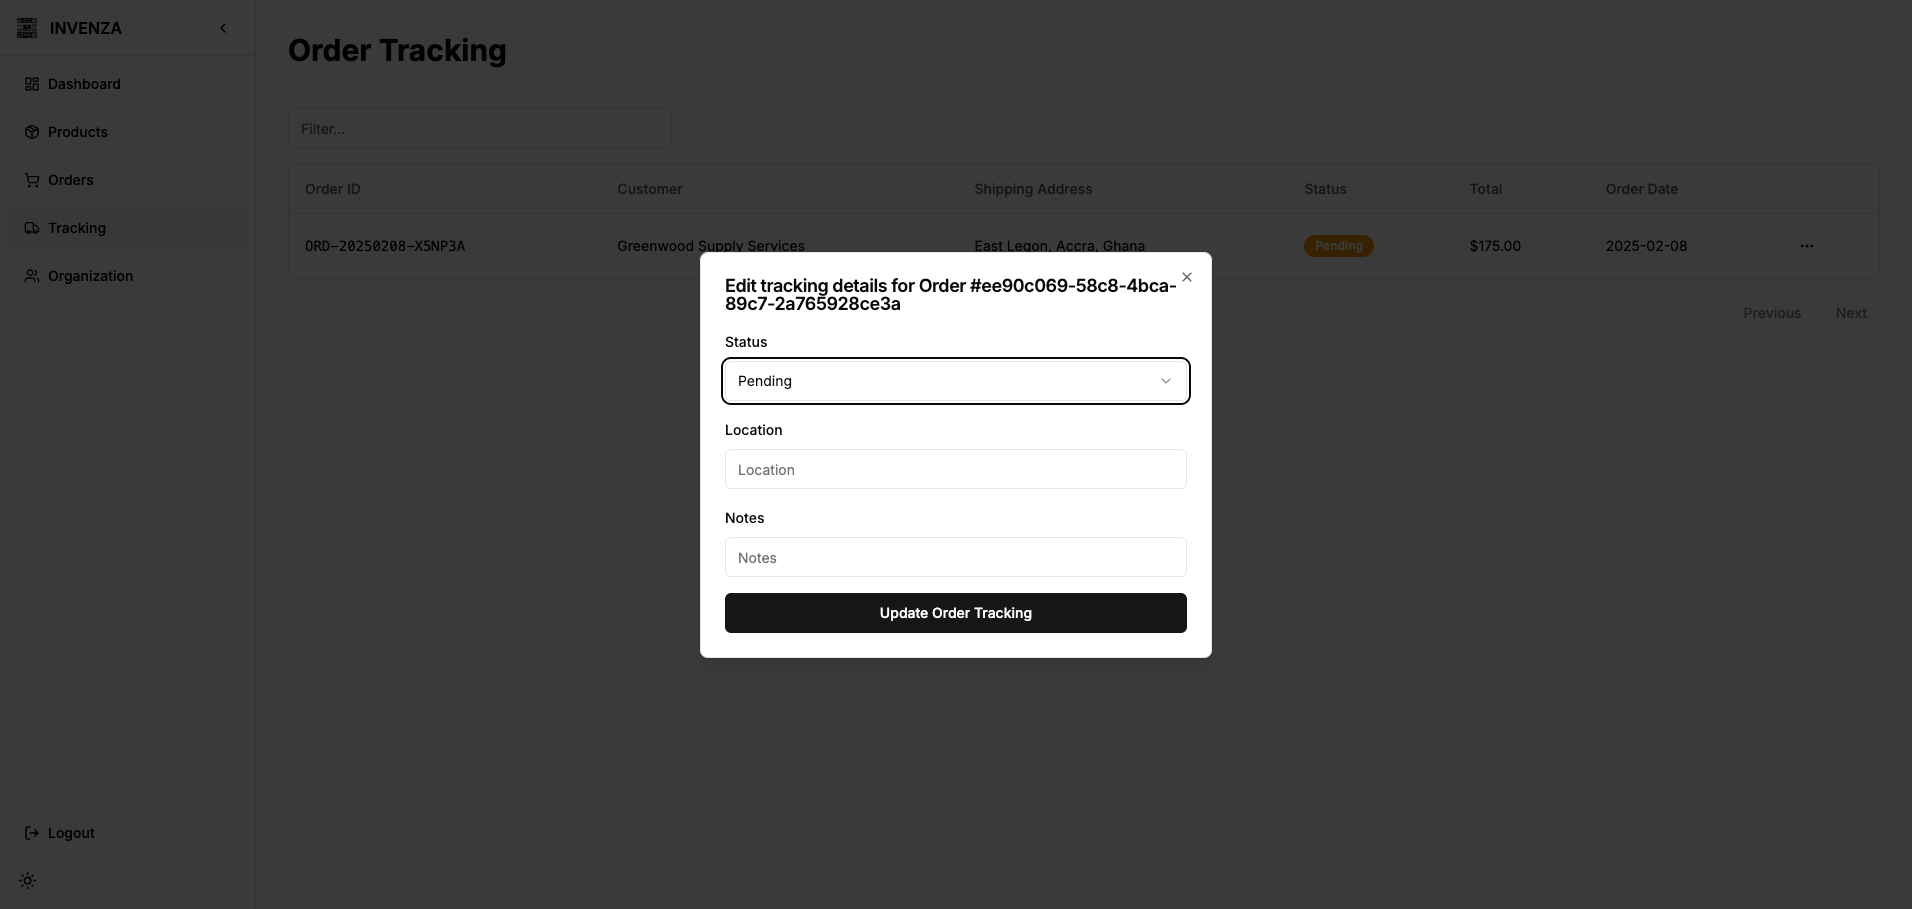 INVENZA
Dashboard
Products
Orders
Tracking
Organization
Logout
Order Tracking
Filter...
Order ID Customer Shipping Address Status Total Order Date
ORD-20250208-X5NP3A Greenwood Supply Services East Legon, Accra, Ghana Pending $175.00 2025-02-08 ...
Previous Next
Edit tracking details for Order #ee90c069-58c8-4bca-
89c7-2a765928ce3a
Status
Pending
Location
Location
Notes
Notes
Update Order Tracking